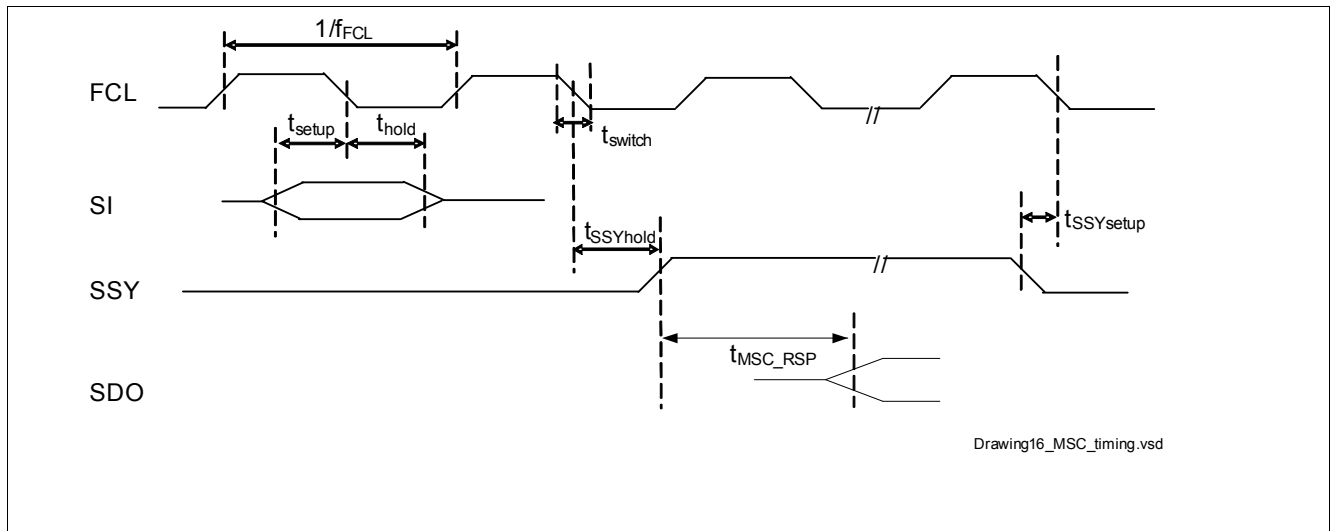 1/fFCL
FCL
tsetup
thold
tswitch
SI
tSSYhold
tSSYsetup
//
//
SSY
tMSC_RSP
SDO
Drawing16_MSC_timing.vsd